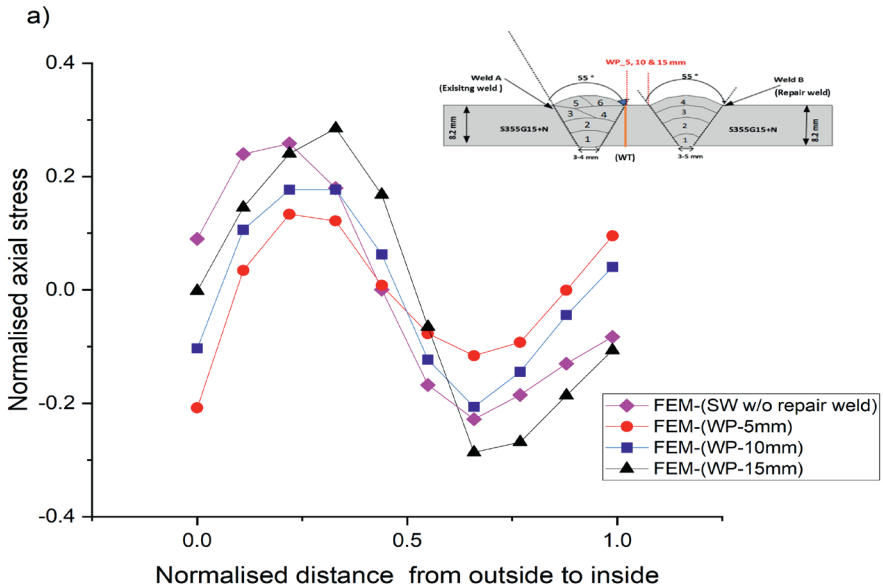 a)
WP_5, 10 & 15 mm
Weld A
(Exisitng weld )
55 °
55 °
Weld B
(Repair weld)
5 6
3 4
2
1
4
3
2
1
8.2 mm
S355G15+N
S355G15+N
8.2 mm
3-4 mm
(WT)
3-5 mm
0.4
0.2
0.0
-0.2
-0.4
Normalised axial stress
FEM-(SW w/o repair weld)
FEM-(WP-5mm)
FEM-(WP-10mm)
FEM-(WP-15mm)
0.0 0.5 1.0
Normalised distance from outside to inside